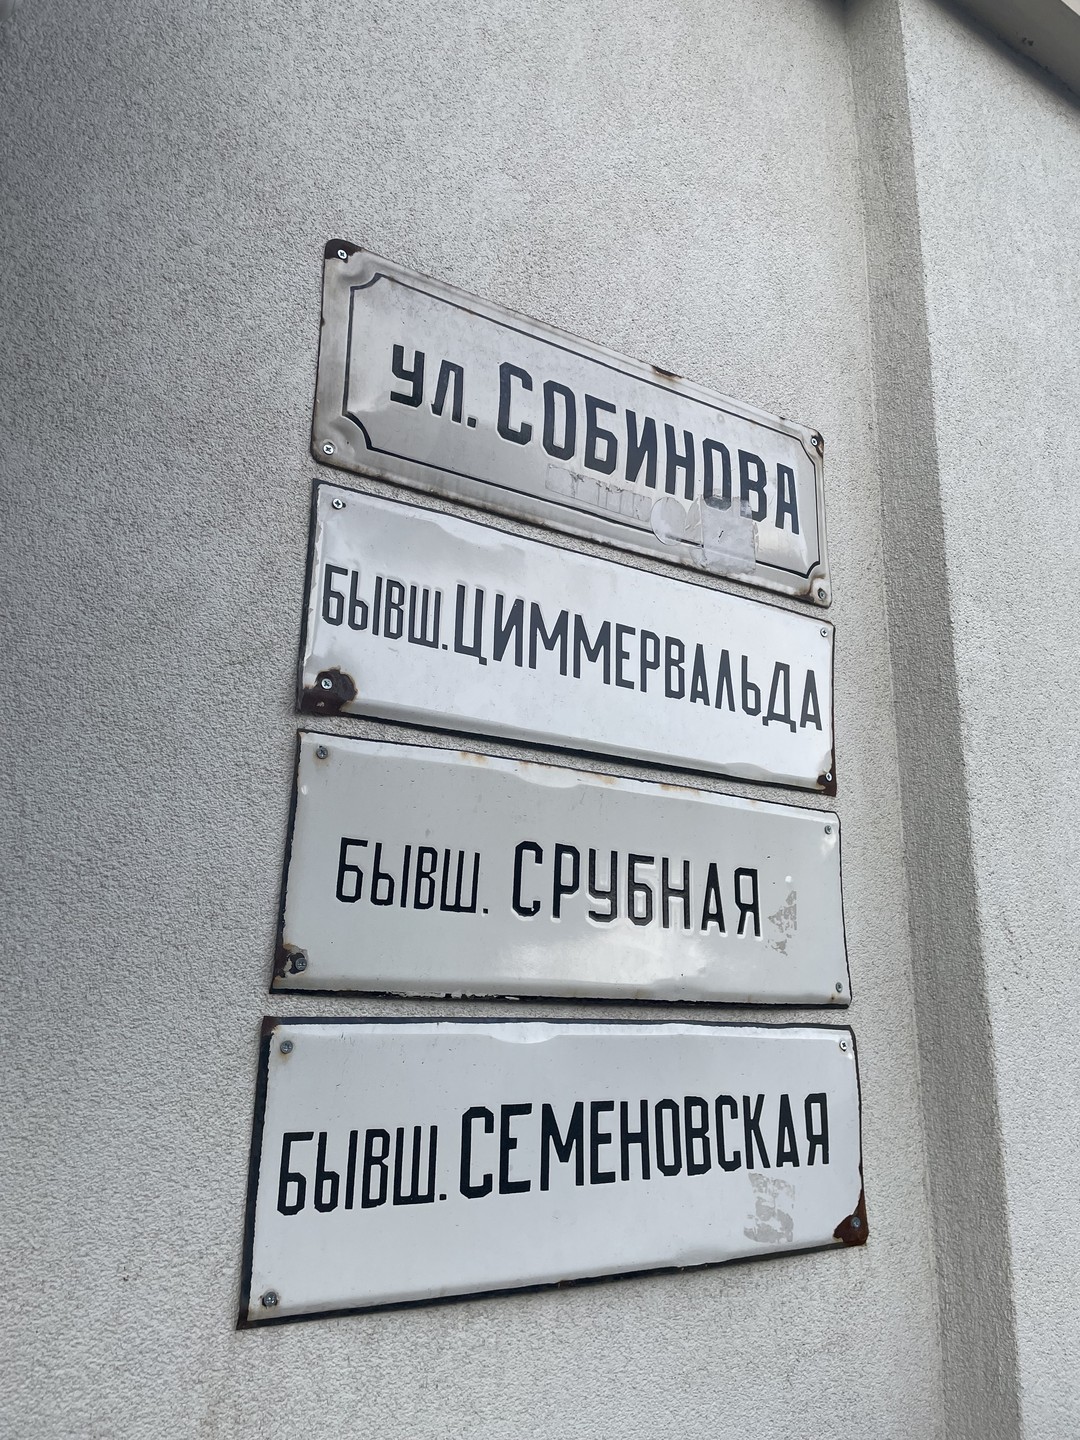 ул. СОБИНОВА
БЫВШ. ЦИММЕРВАЛЬДА
БЫВШ. СРУБНАЯ
БЫВШ. СЕМЕНОВСКАЯ